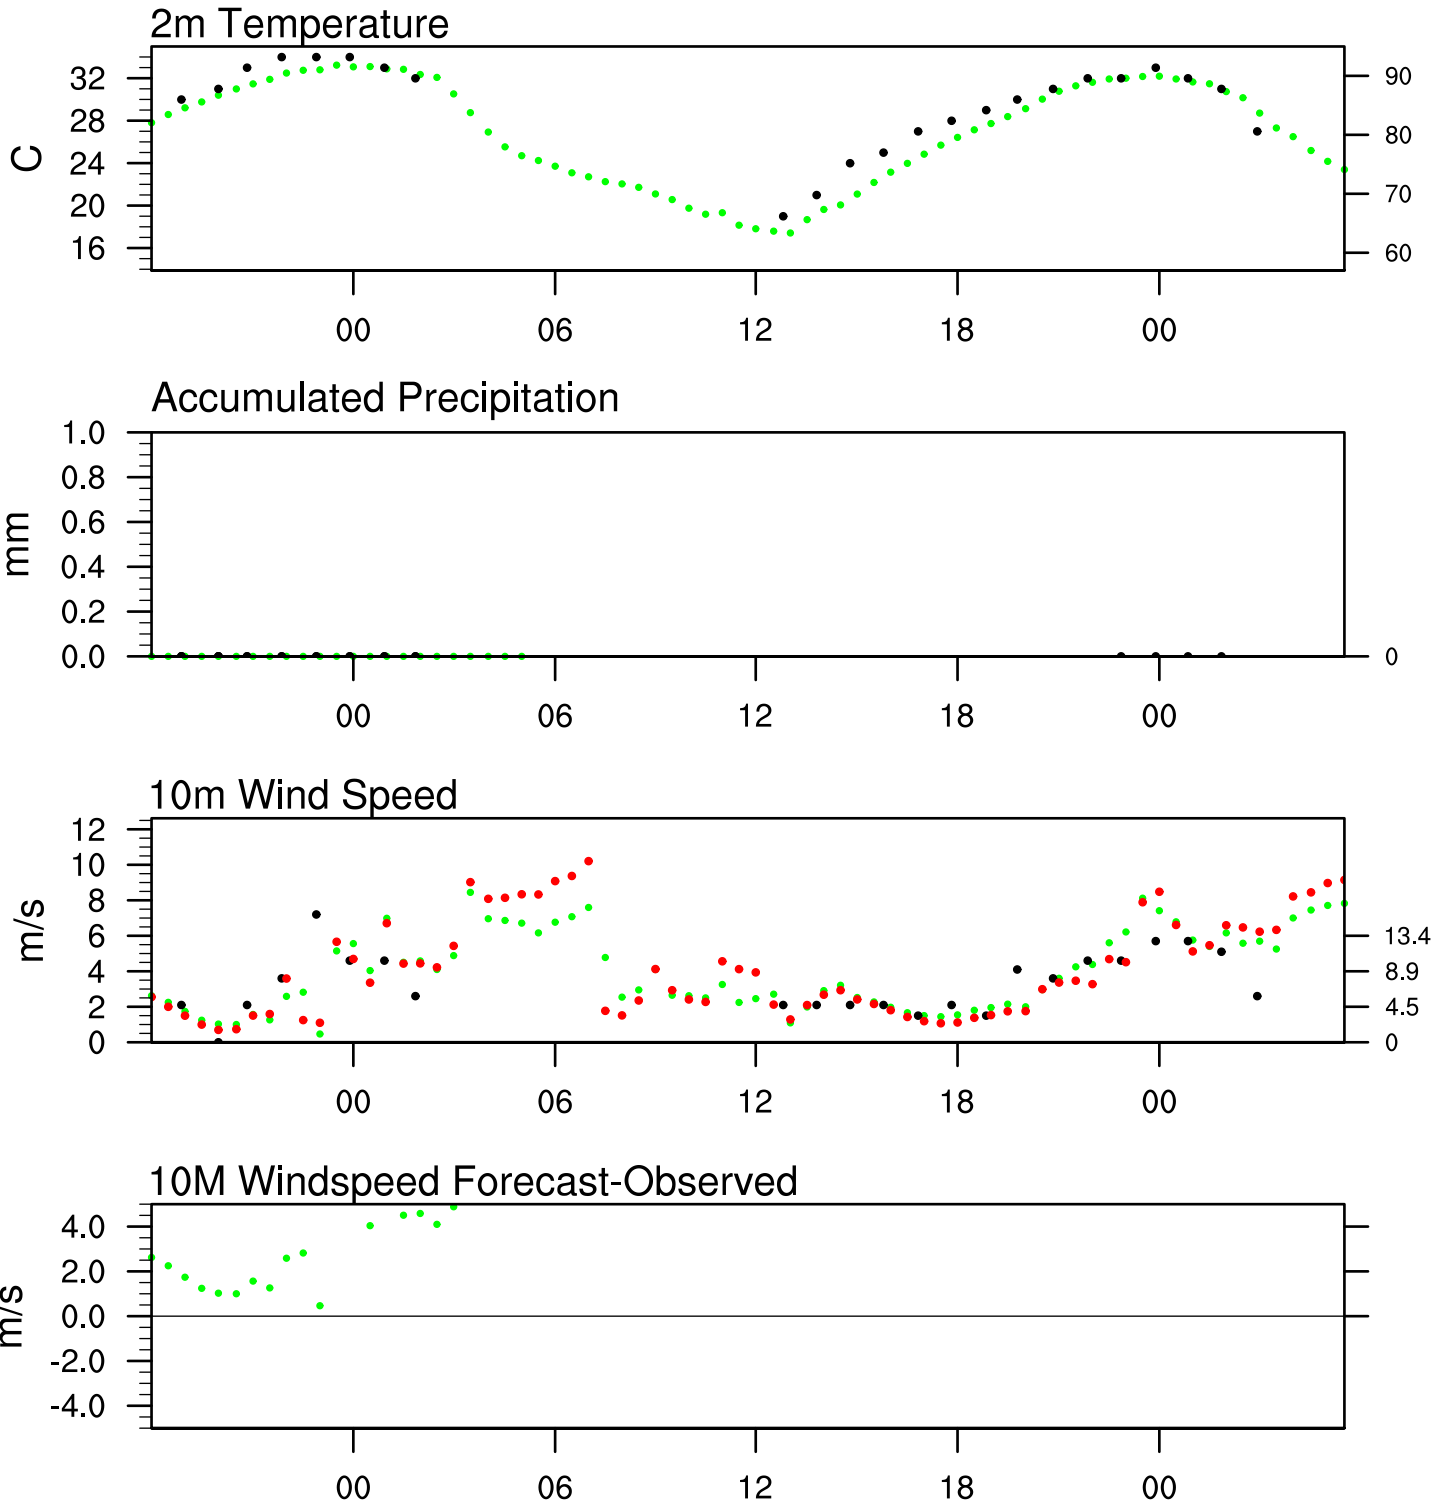 2m Temperature
C
32
28
24
20
16
90
80
70
60
00 06 12 18 00
Accumulated Precipitation
mm
1.0
0.8
0.6
0.4
0.2
0.0
0
00 06 12 18 00
10m Wind Speed
m/s
12
10
8
6
4
2
0
13.4
8.9
4.5
0
00 06 12 18 00
10M Windspeed Forecast-Observed
m/s
4.0
2.0
0.0
-2.0
-4.0
00 06 12 18 00